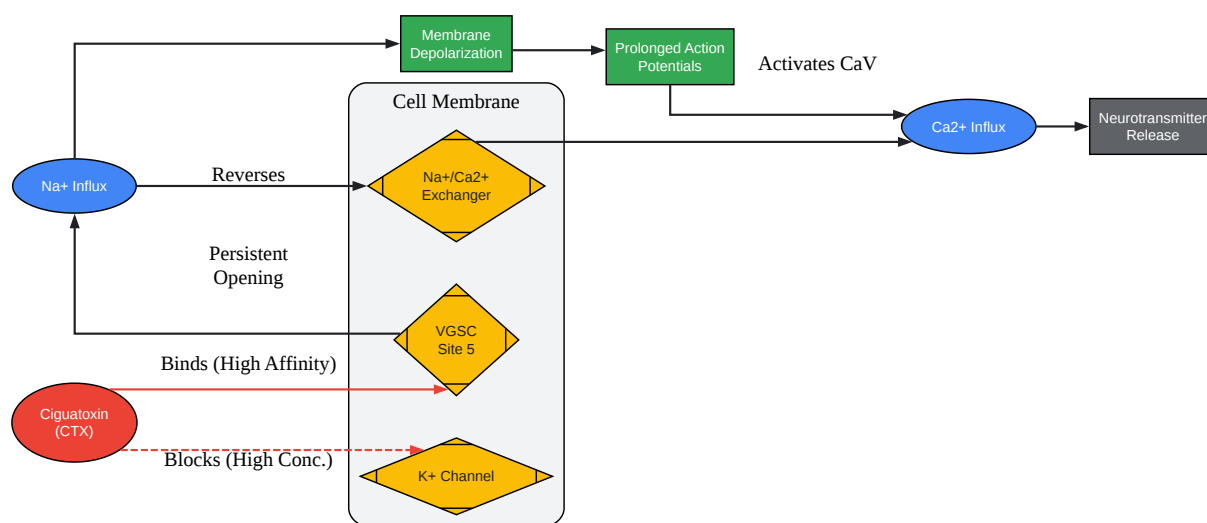 Membrane
Depolarization
Prolonged Action
Potentials
Activates CaV
Cell Membrane
Ca2+ Influx
Neurotransmitter
Release
Na+ Influx
Reverses
Na+/Ca2+
Exchanger
Persistent
Opening
VGSC
Site 5
Binds (High Affinity)
Ciguatoxin
(CTX)
Blocks (High Conc.)
K+ Channel